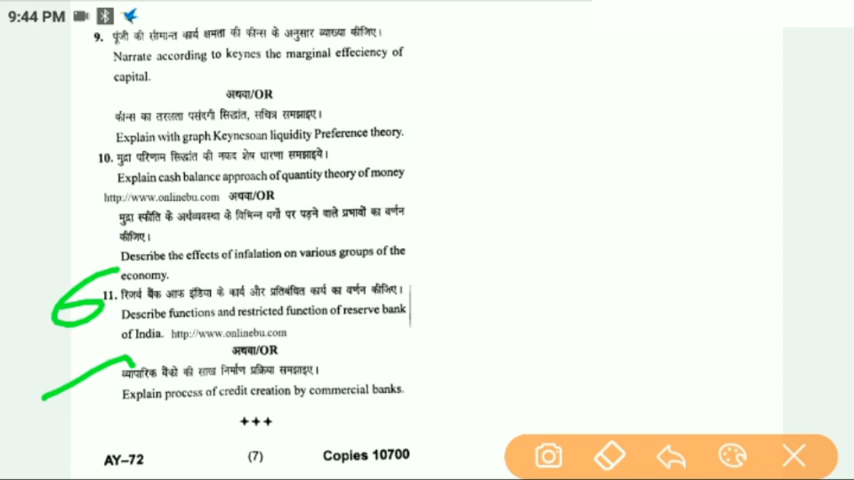 9:44 PM
9. पूंजी की सीमान्त कार्य क्षमता की कीन्स के अनुसार व्याख्या कीजिए।
Narrate according to keynes the marginal effeciency of
capital.
अथवा/OR
कीन्स का तरलता पसंदगी सिद्धांत, सचित्र समझाइए।
Explain with graph Keynesoan liquidity Preference theory.
10. मुद्रा परिणाम सिद्धांत की नगद शेष धारणा समझाइये।
Explain cash balance approach of quantity theory of money
http://www.onlinebu.com अथवा/OR
मुद्रा स्फीति के अर्थव्यवस्था के विभिन्न वर्गो पर पड़ने वाले प्रभावों का वर्णन
कीजिए।
Describe the effects of infalation on various groups of the
economy.
6
11. रिजर्व बैंक आफ इंडिया के कार्य और प्रतिबंधित कार्य का वर्णन कीजिए।
Describe functions and restricted function of reserve bank
of India. http://www.onlinebu.com
अथवा/OR
व्यापारिक बैंको की साख निर्माण प्रक्रिया समझाइए।
Explain process of credit creation by commercial banks.
+++
AY–72 (7) Copies 10700